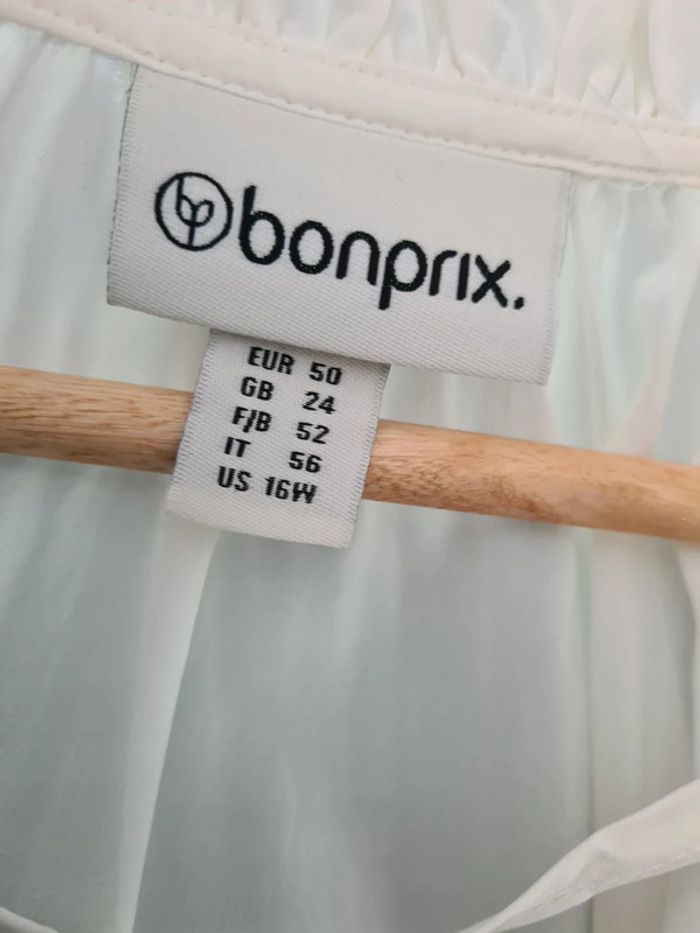 bonprix.
EUR 50
GB 24
F/B 52
IT 56
US 16W